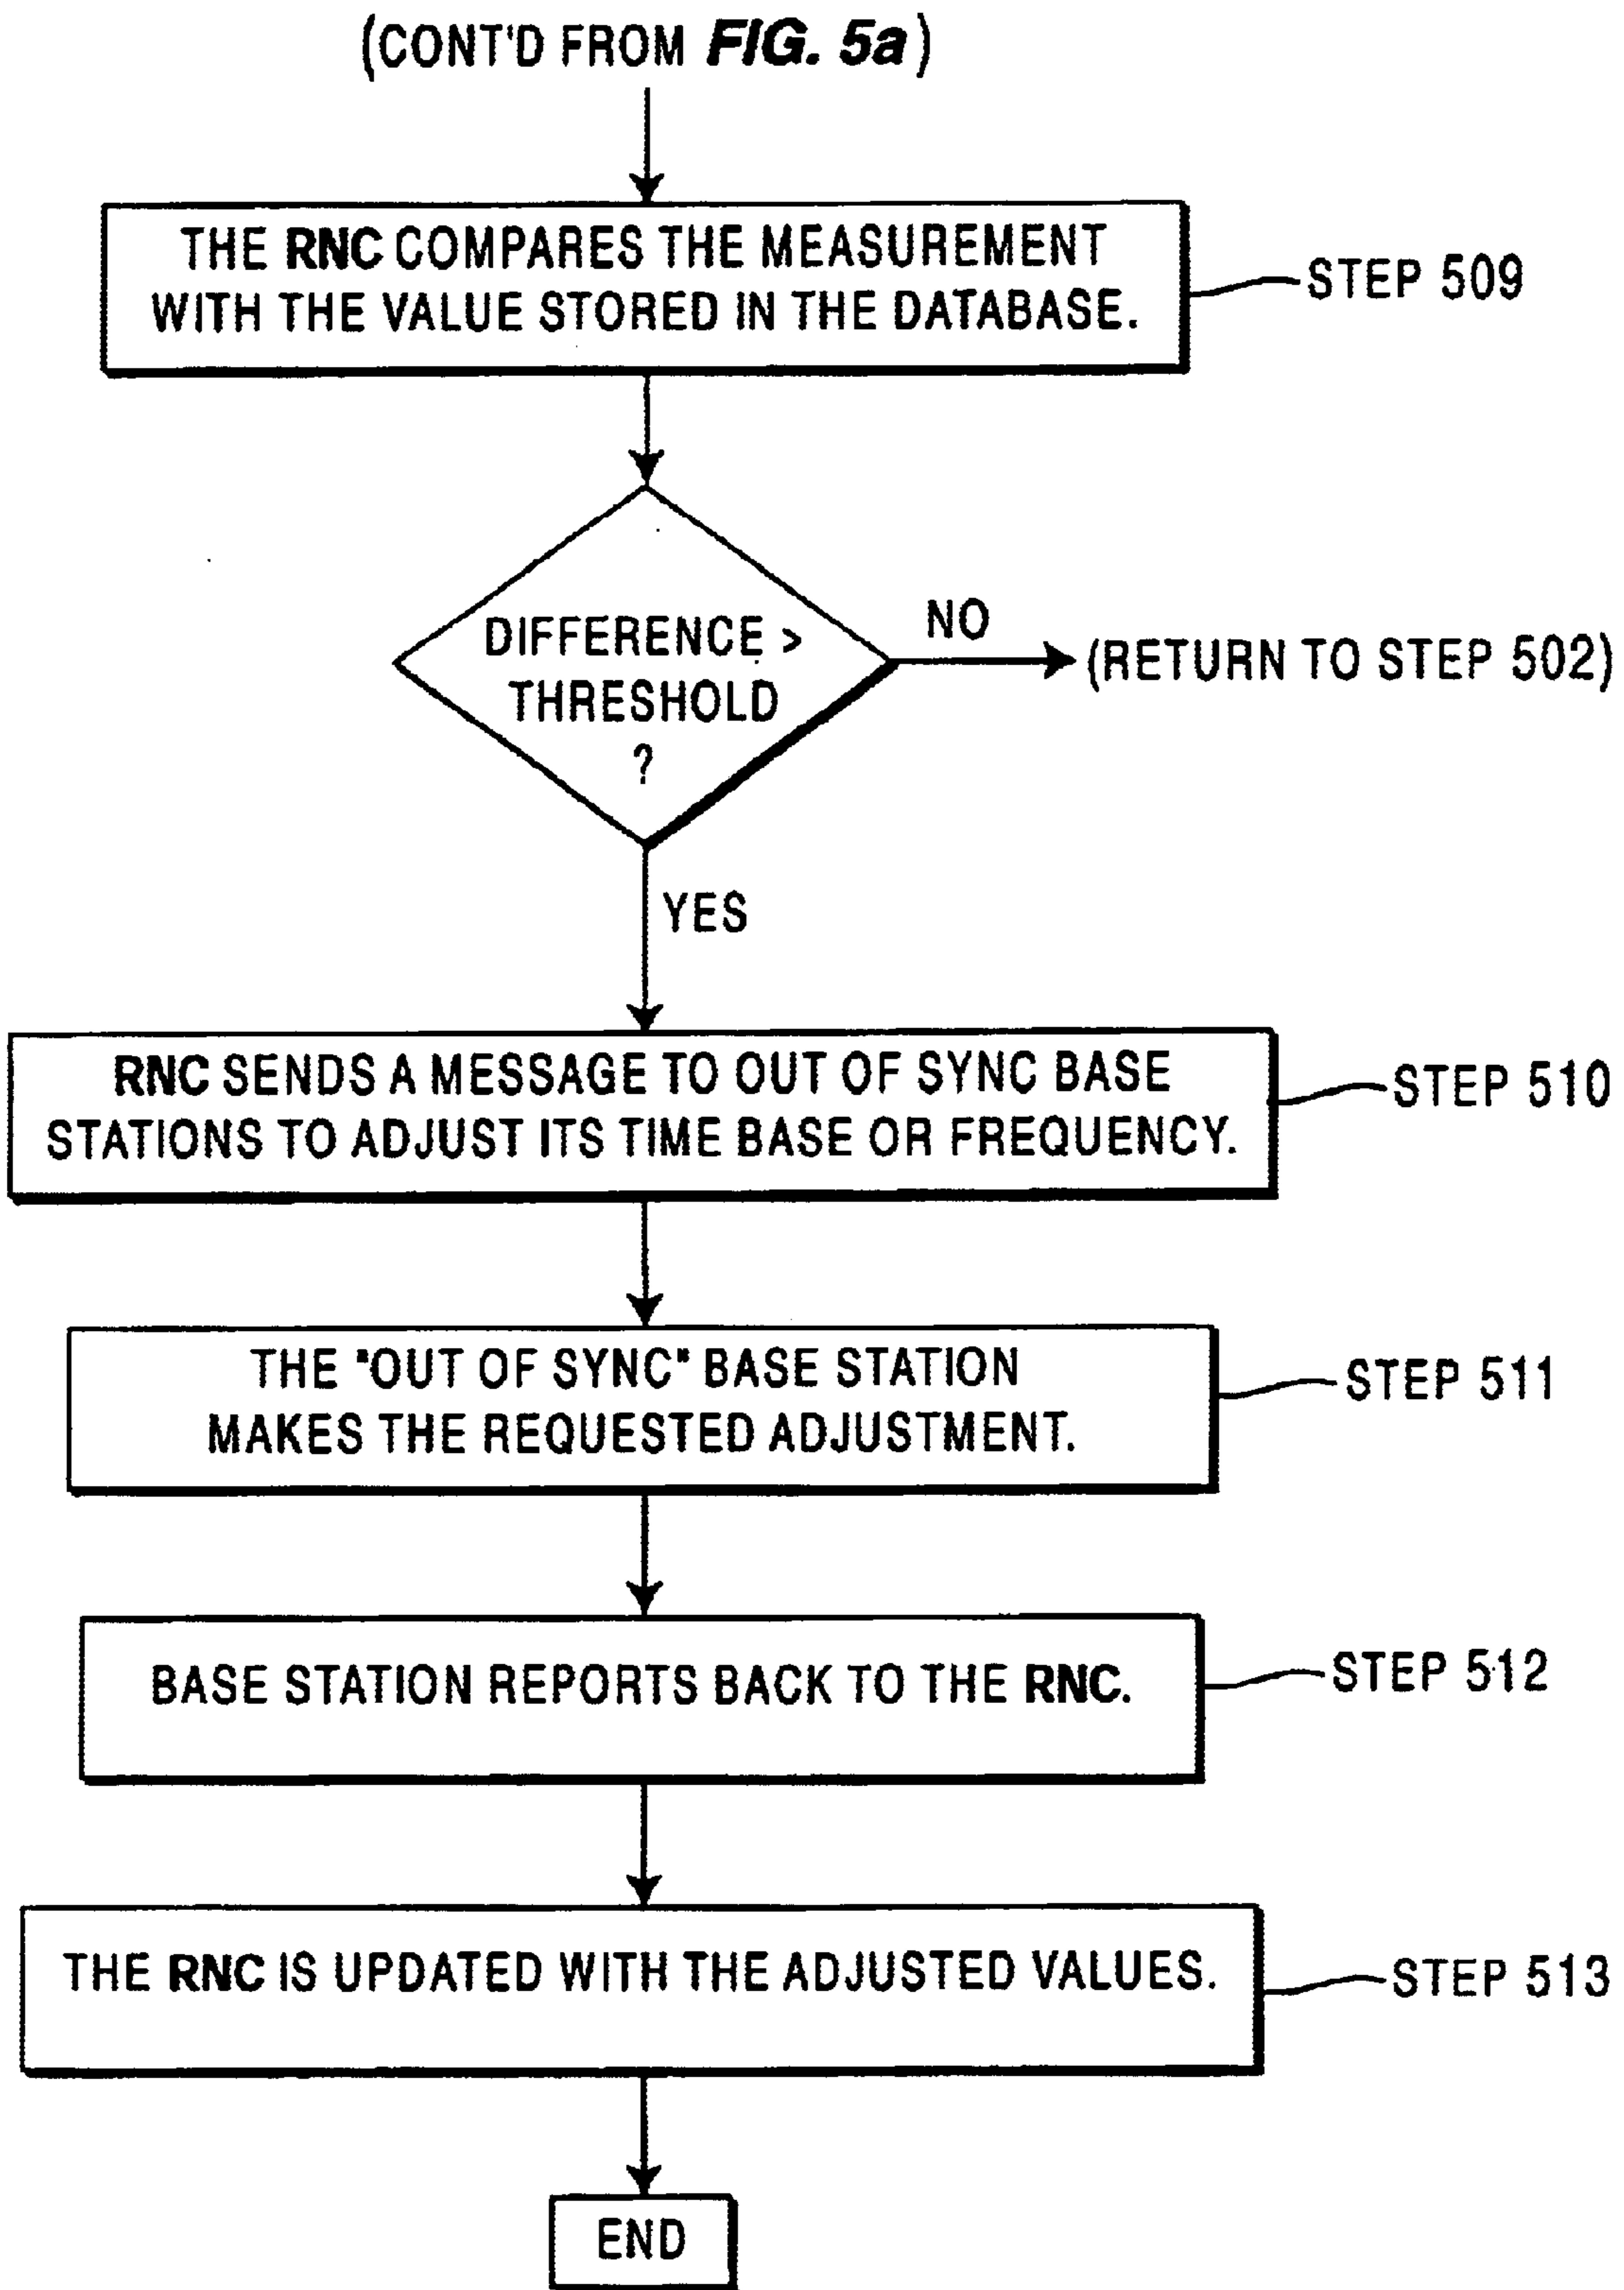 (CONT'D FROM FIG. 5a)
THE RNC COMPARES THE MEASUREMENT
WITH THE VALUE STORED IN THE DATABASE.
STEP 509
DIFFERENCE >
THRESHOLD
?
NO
(RETURN TO STEP 502)
YES
RNC SENDS A MESSAGE TO OUT OF SYNC BASE
STATIONS TO ADJUST ITS TIME BASE OR FREQUENCY.
STEP 510
THE "OUT OF SYNC" BASE STATION
MAKES THE REQUESTED ADJUSTMENT.
STEP 511
BASE STATION REPORTS BACK TO THE RNC.
STEP 512
THE RNC IS UPDATED WITH THE ADJUSTED VALUES.
STEP 513
END